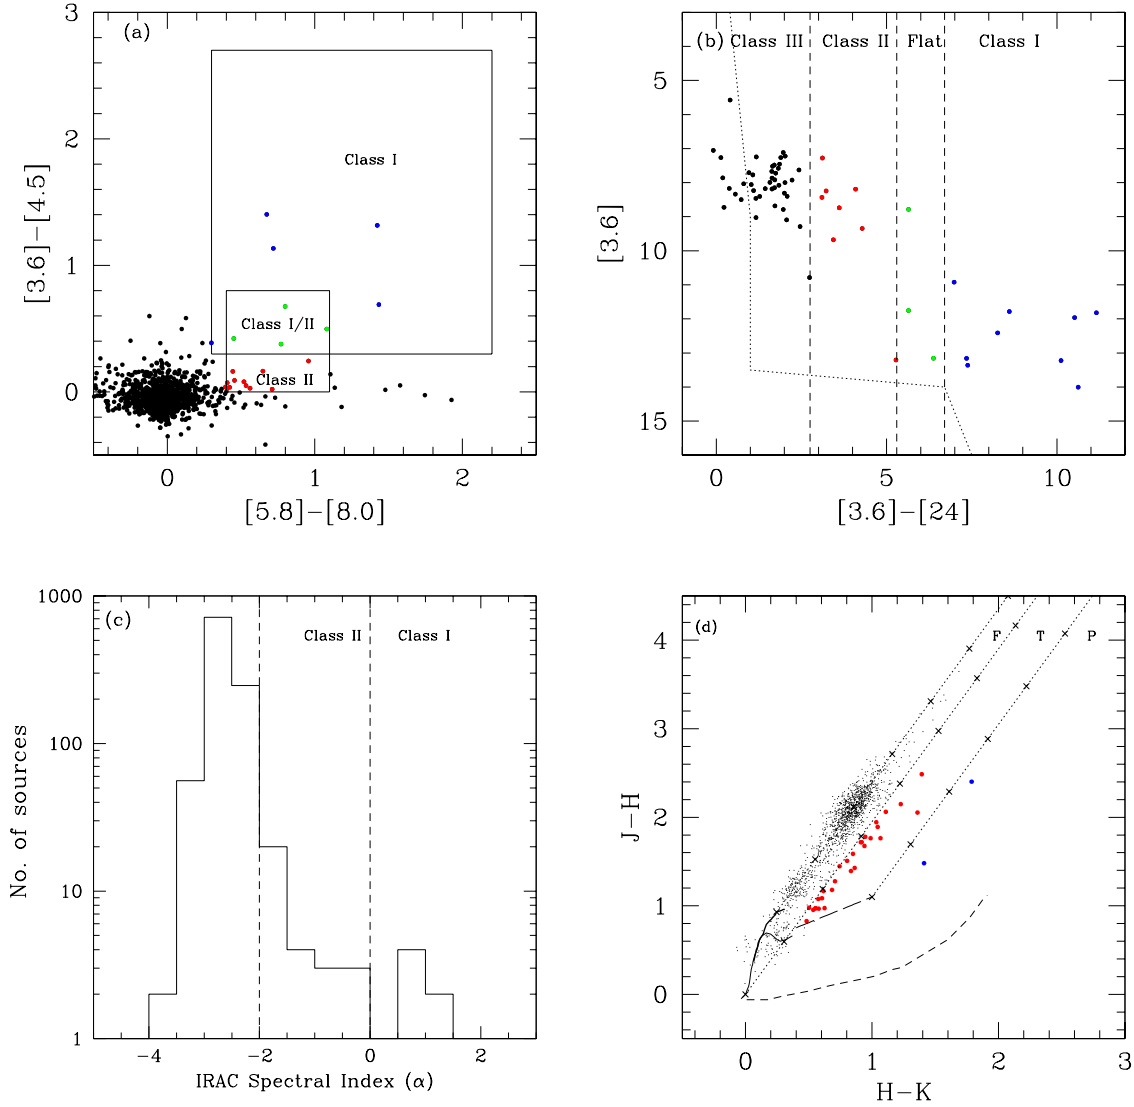 (a)
Class I
Class I/II
Class II
3
2
1
0
0
1
2
[3.6]−[4.5]
[5.8]−[8.0]
(b)
Class III
Class II
Flat
Class I
5
10
15
0
5
10
[3.6]
[3.6]−[24]
(c)
Class II
Class I
1000
100
10
1
−4
−2
0
2
No. of sources
IRAC Spectral Index (α)
(d)
F
T
P
4
3
2
1
0
0
1
2
3
J−H
H−K